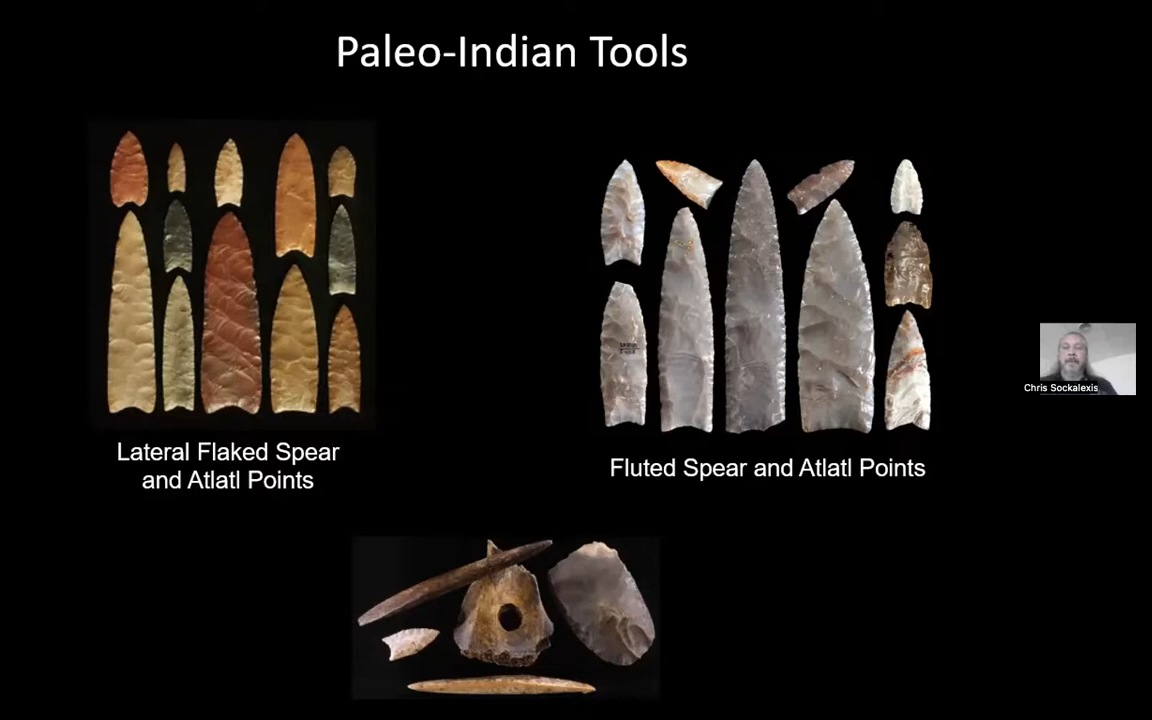 Paleo-Indian Tools
Lateral Flaked Spear
and Atlatl Points
Fluted Spear and Atlatl Points
Chris Sockalexis